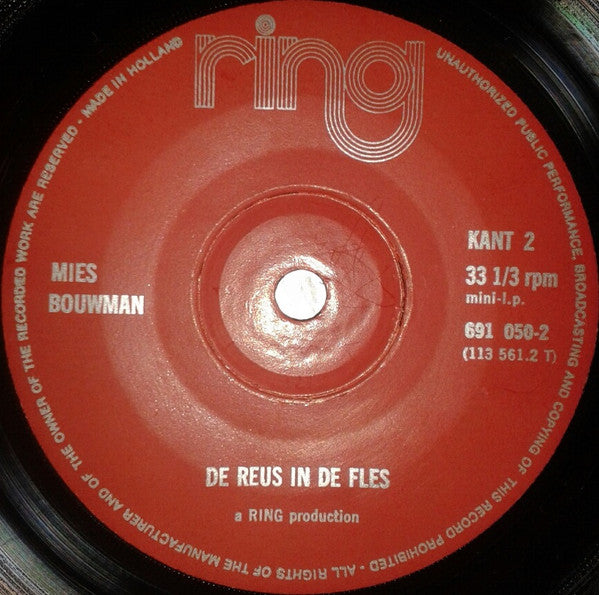 ring
MIES
BOUWMAN
KANT 2
33 1/3 rpm
mini-l.p.
691 050-2
(113 561.2 T)
DE REUS IN DE FLES
a RING production
UNAUTHORIZED PUBLIC PERFORMANCE, BROADCASTING AND COPYING OF THIS RECORD PROHIBITED • ALL RIGHTS OF THE MANUFACTURER AND OF THE OWNER OF THE RECORDED WORK ARE RESERVED • MADE IN HOLLAND